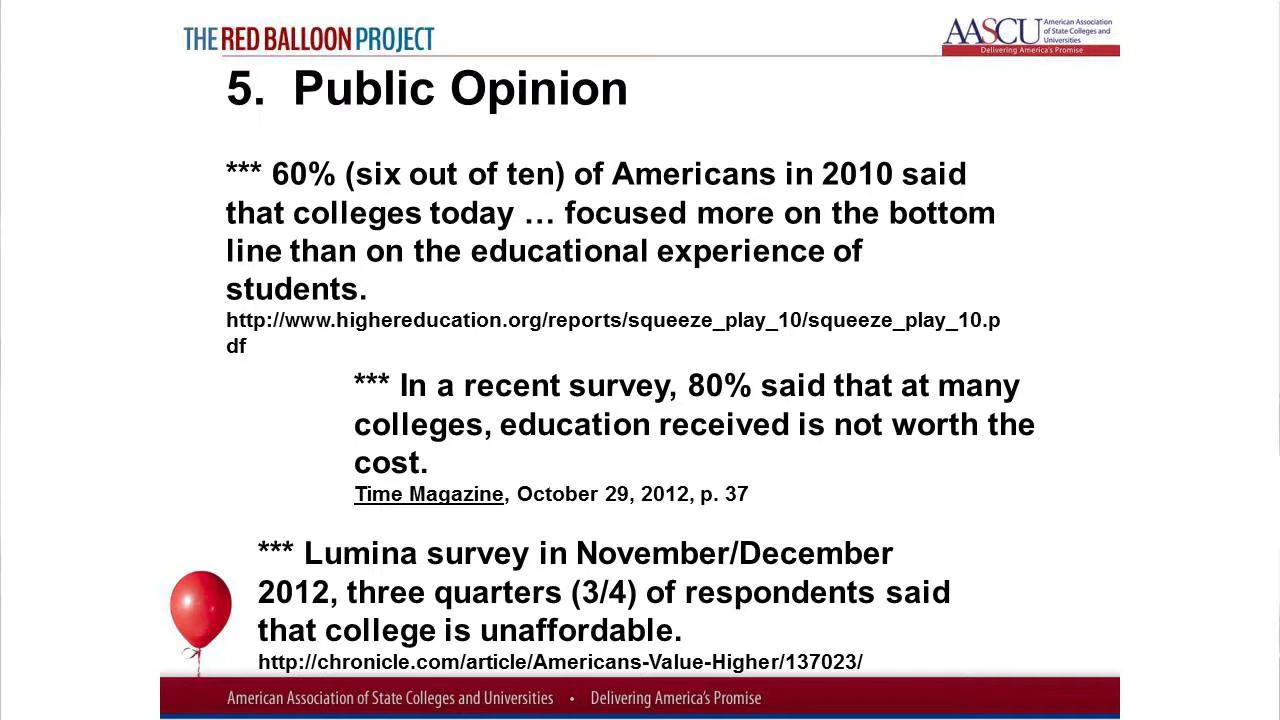 THE RED BALLOON PROJECT
AASCU American Association
of State Colleges and
Universities
Delivering America's Promise
5. Public Opinion
*** 60% (six out of ten) of Americans in 2010 said
that colleges today … focused more on the bottom
line than on the educational experience of
students.
http://www.highereducation.org/reports/squeeze_play_10/squeeze_play_10.p
df
*** In a recent survey, 80% said that at many
colleges, education received is not worth the
cost.
Time Magazine, October 29, 2012, p. 37
*** Lumina survey in November/December
2012, three quarters (3/4) of respondents said
that college is unaffordable.
http://chronicle.com/article/Americans-Value-Higher/137023/
American Association of State Colleges and Universities • Delivering America's Promise